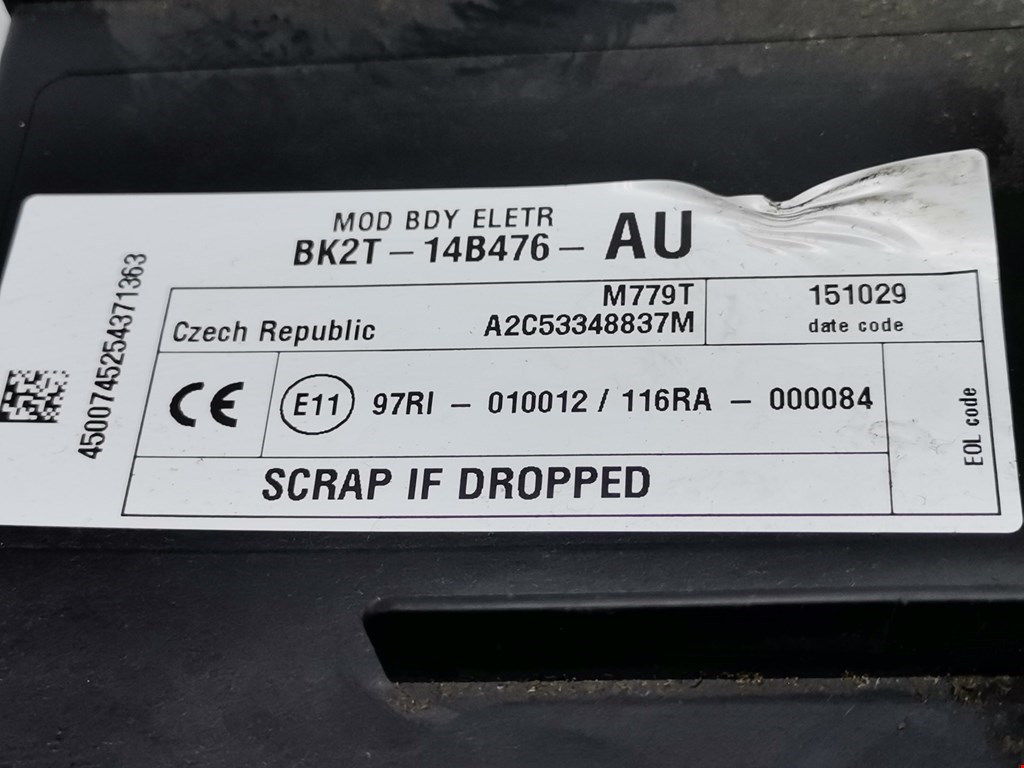 MOD BDY ELETR
BK2T - 14B476 - AU
M779T
Czech Republic A2C53348837M
151029
date code
CE E11 97RI - 010012 / 116RA - 000084
EOL code
SCRAP IF DROPPED
4500745254371363